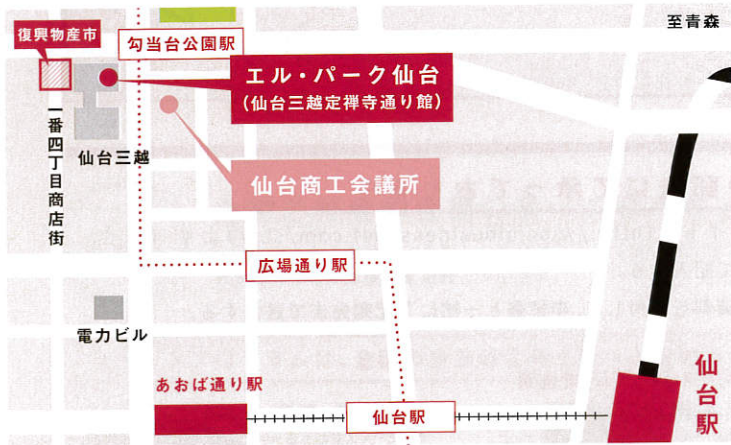 至青森
復興物産市
勾当台公園駅
エル・パーク仙台
(仙台三越定禅寺通り館)
仙台三越
一番四丁目商店街
仙台商工会議所
広場通り駅
電力ビル
あおば通り駅
仙台駅
仙台駅